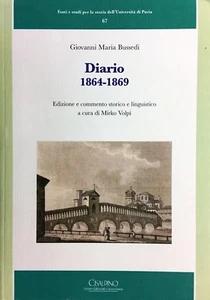 Fonti e studi per la storia dell'Università di Pavia
67
Giovanni Maria Bussedi
Diario
1864-1869
Edizione e commento storico e linguistico
a cura di Mirko Volpi
CISALPINO